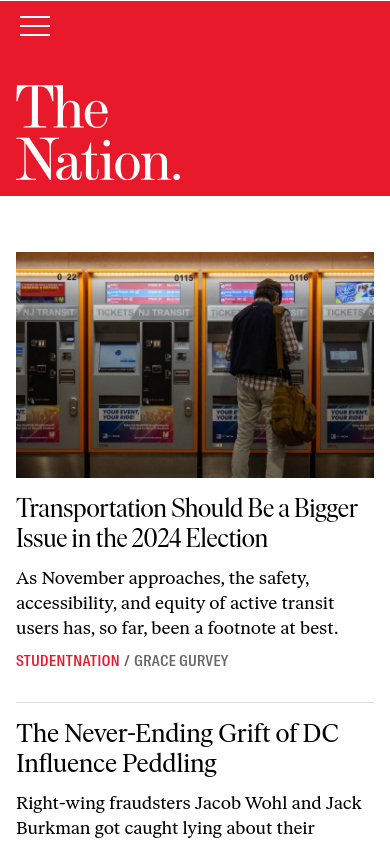 The
Nation.
0 22
0115
0116
NJ TRANSIT
TICKETS NJ TRANSIT
TICKETS
NJ TRANSIT
YOUR EVENT,
YOUR RIDE!
YOUR EVENT,
YOUR RIDE!
Transportation Should Be a Bigger
Issue in the 2024 Election
As November approaches, the safety,
accessibility, and equity of active transit
users has, so far, been a footnote at best.
STUDENTNATION / GRACE GURVEY
The Never-Ending Grift of DC
Influence Peddling
Right-wing fraudsters Jacob Wohl and Jack
Burkman got caught lying about their